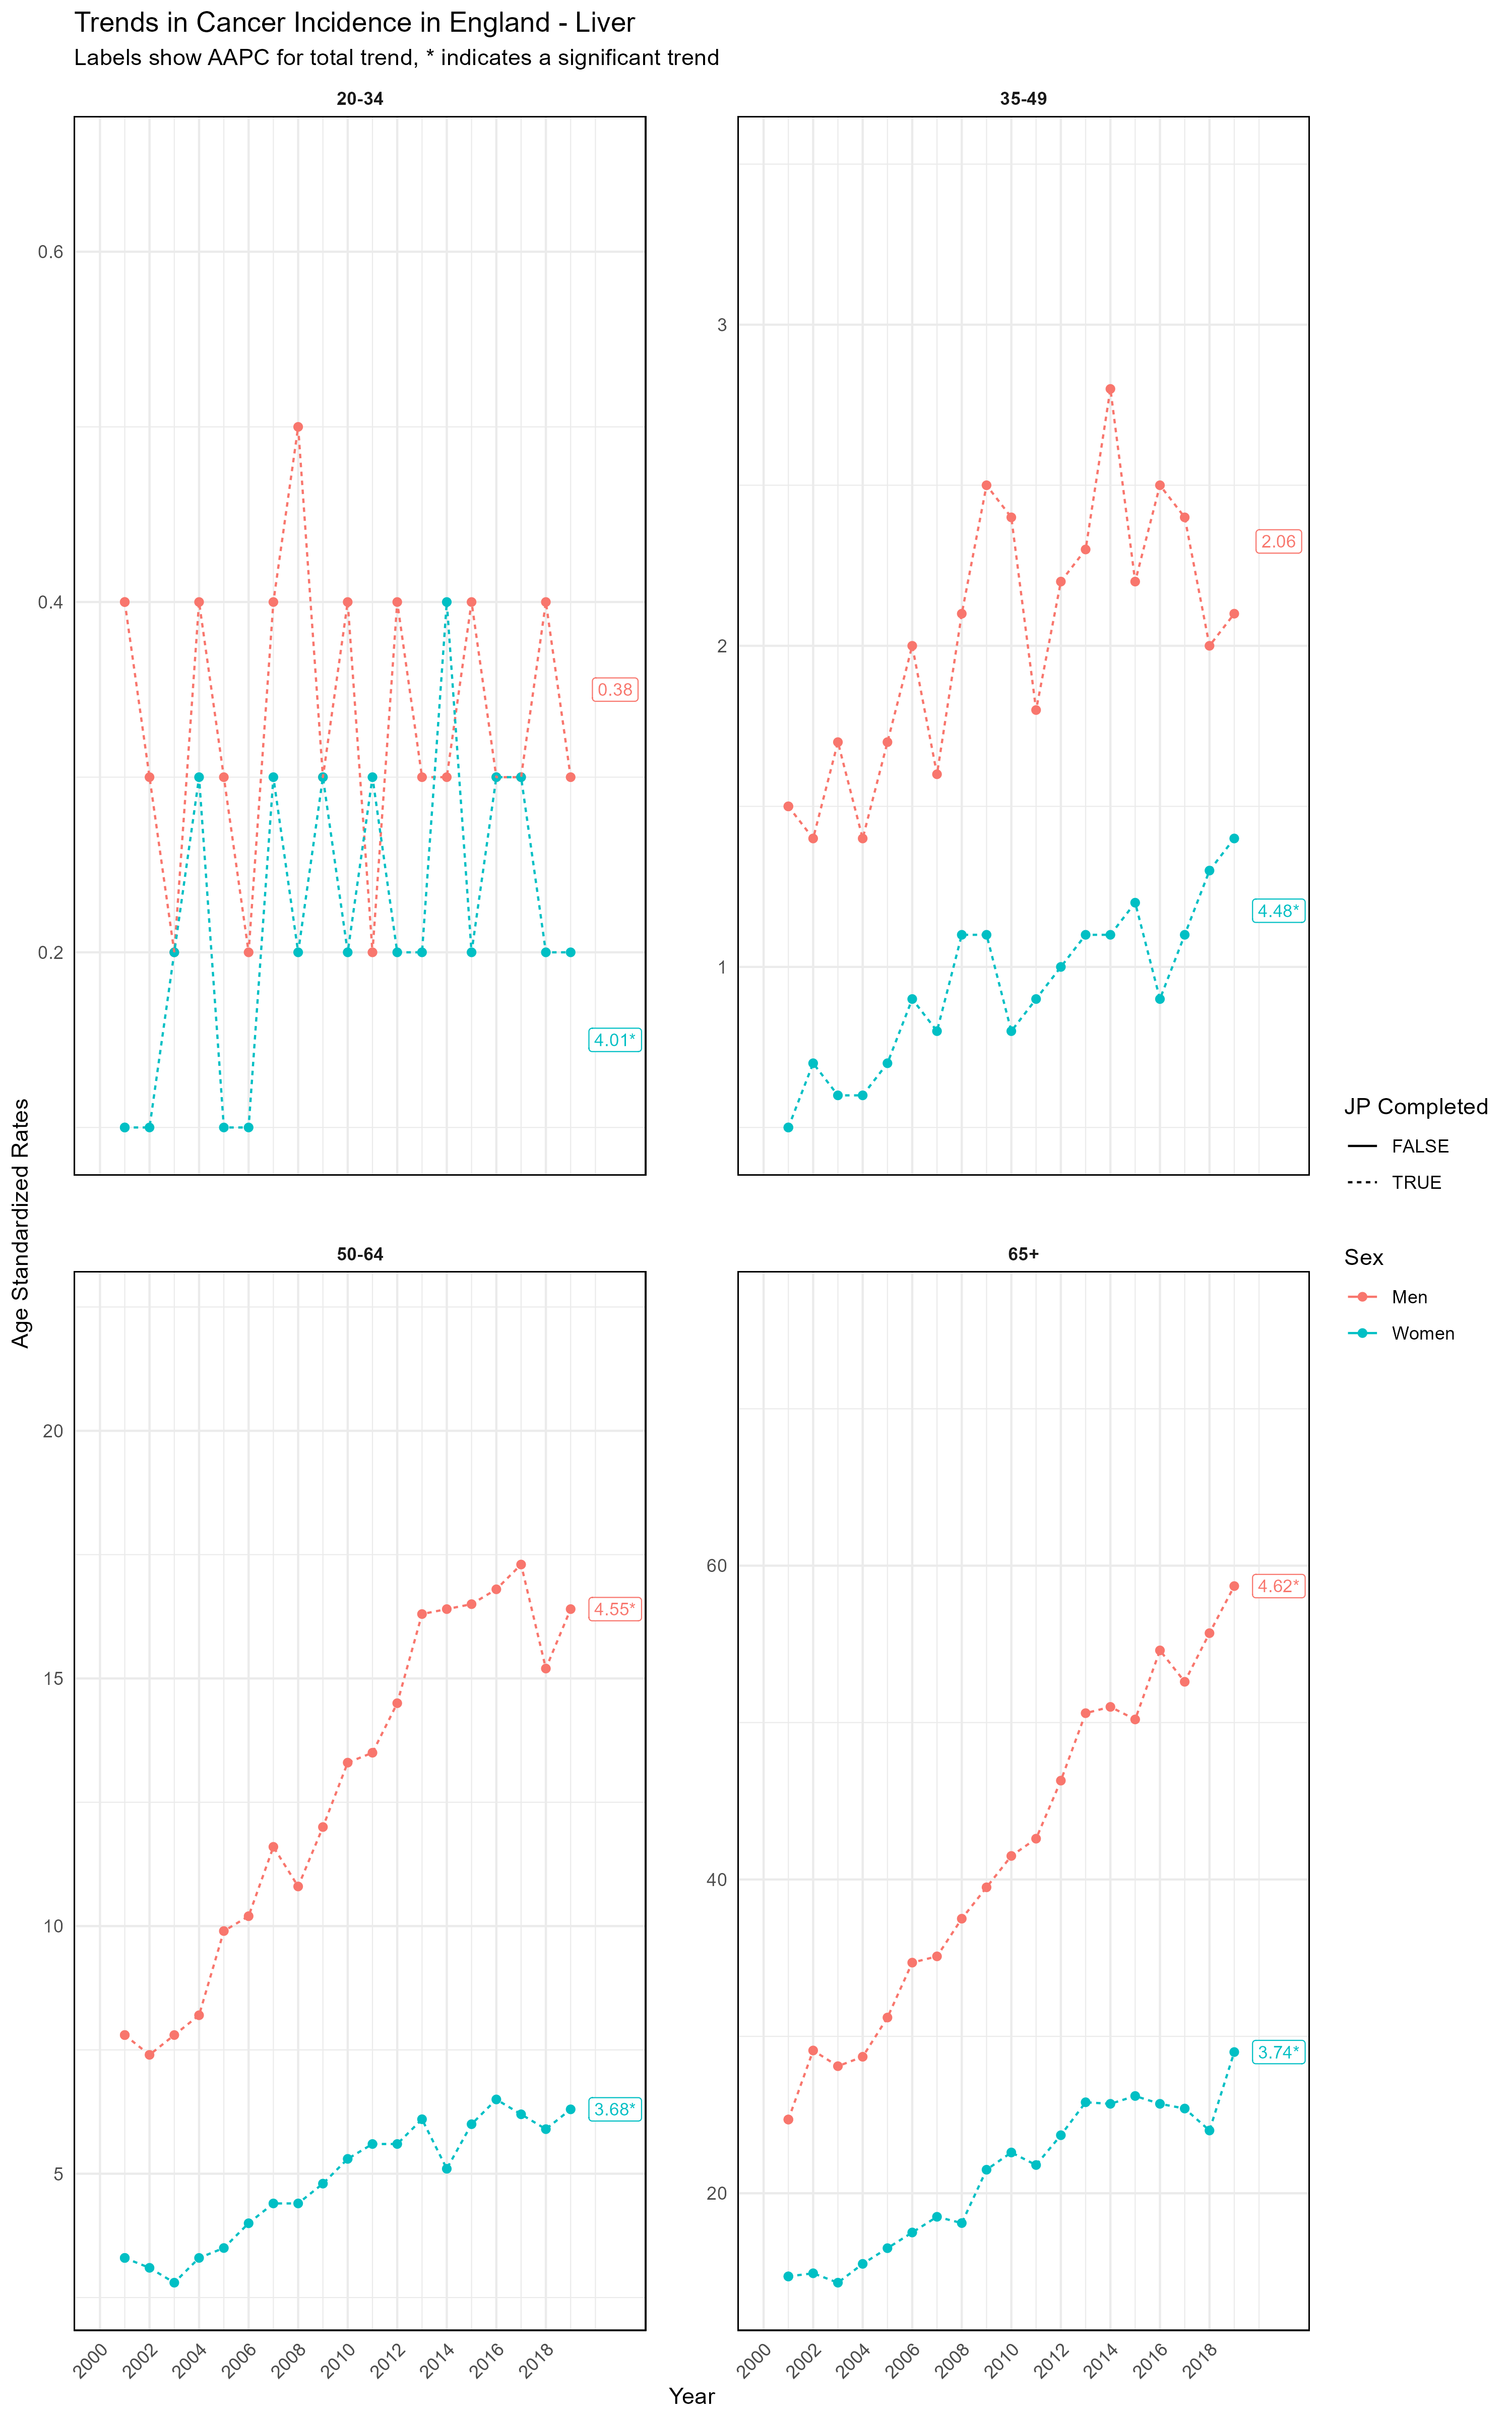 Trends in Cancer Incidence in England - Liver
Labels show AAPC for total trend, * indicates a significant trend
20-34
35-49
0.6
0.4
0.2
0.38
4.01*
3
2
1
2.06
4.48*
50-64
65+
20
15
10
5
4.55*
3.68*
60
40
20
4.62*
3.74*
2000 2002 2004 2006 2008 2010 2012 2014 2016 2018
2000 2002 2004 2006 2008 2010 2012 2014 2016 2018
Year
Age Standardized Rates
JP Completed
FALSE
TRUE
Sex
Men
Women